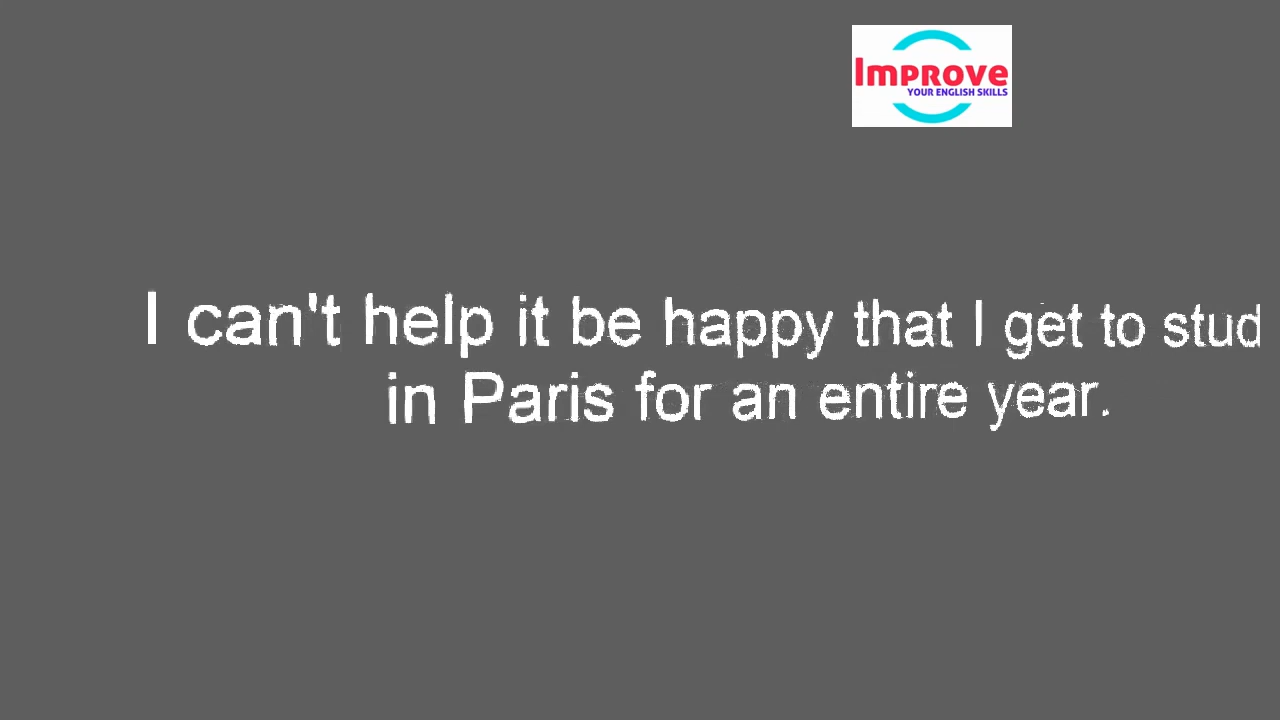 Improve
YOUR ENGLISH SKILLS
I can't help it be happy that I get to stud
in Paris for an entire year.